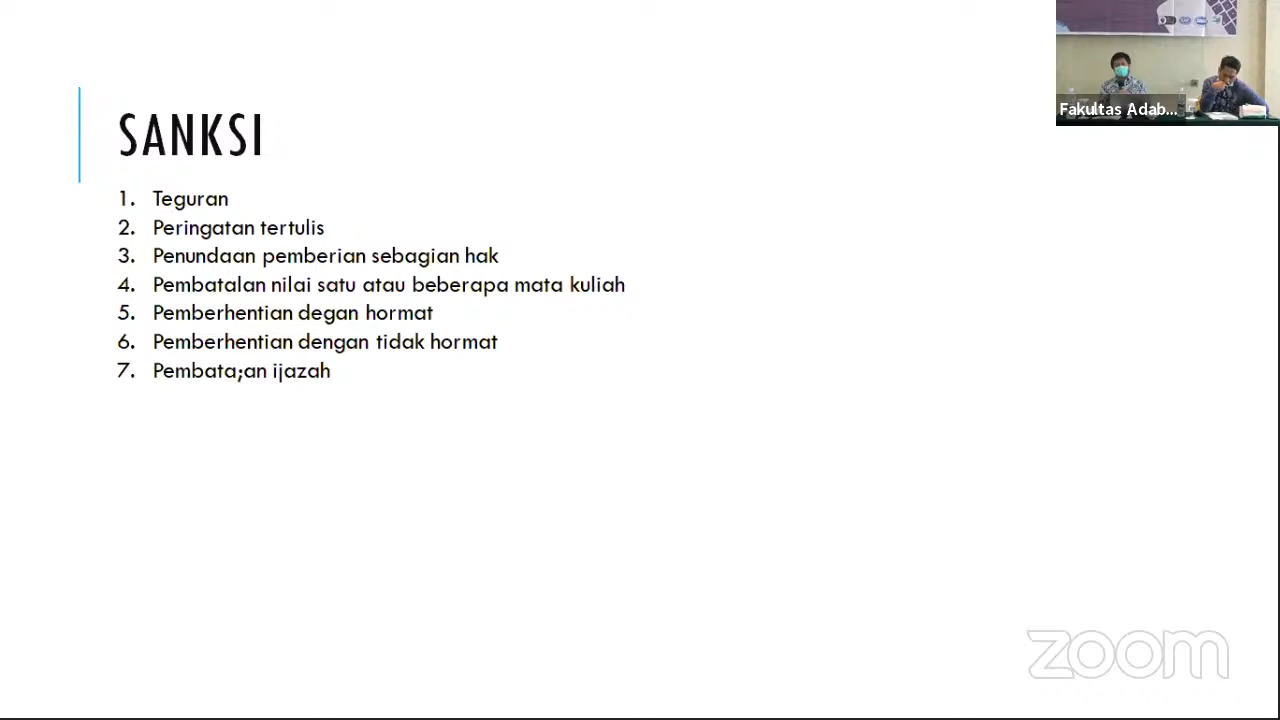 SANKSI
1. Teguran
2. Peringatan tertulis
3. Penundaan pemberian sebagian hak
4. Pembatalan nilai satu atau beberapa mata kuliah
5. Pemberhentian degan hormat
6. Pemberhentian dengan tidak hormat
7. Pembata;an ijazah
Fakultas Adab...
zoom